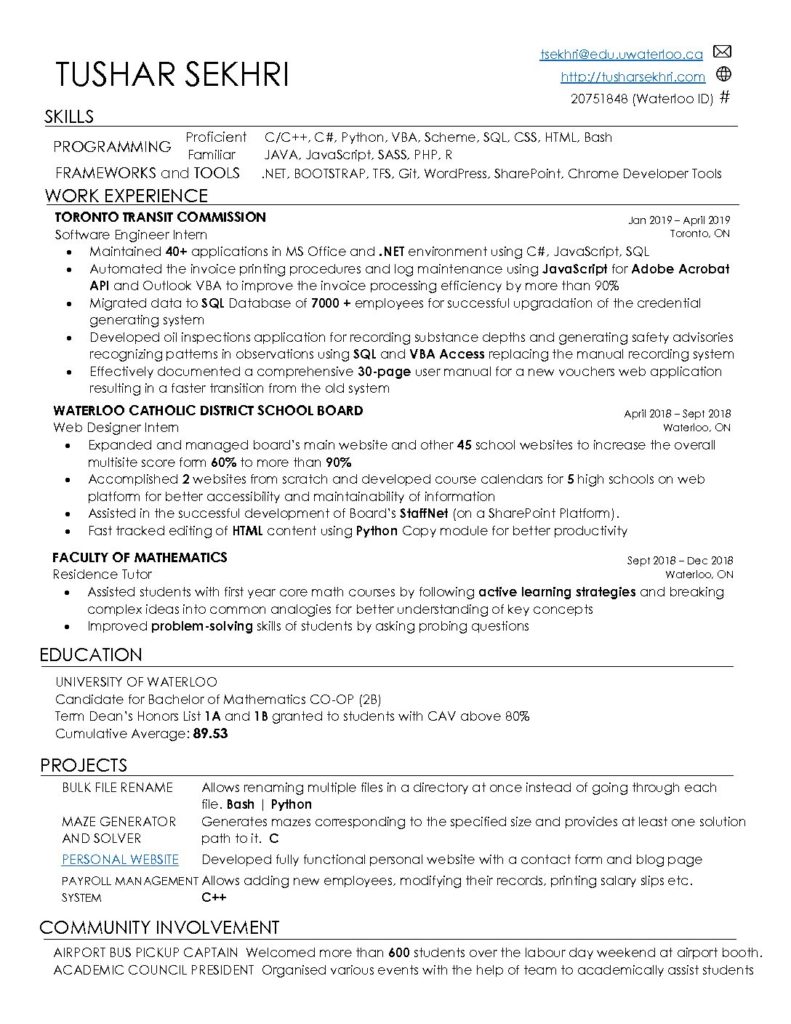 TUSHAR SEKHRI
tsekhri@edu.uwaterloo.ca
http://tusharsekhri.com
20751848 (Waterloo ID) #
SKILLS
PROGRAMMING Proficient C/C++, C#, Python, VBA, Scheme, SQL, CSS, HTML, Bash
Familiar JAVA, JavaScript, SASS, PHP, R
FRAMEWORKS and TOOLS .NET, BOOTSTRAP, TFS, Git, WordPress, SharePoint, Chrome Developer Tools
WORK EXPERIENCE
TORONTO TRANSIT COMMISSION Jan 2019 – April 2019
Software Engineer Intern Toronto, ON
• Maintained 40+ applications in MS Office and .NET environment using C#, JavaScript, SQL
• Automated the invoice printing procedures and log maintenance using JavaScript for Adobe Acrobat
API and Outlook VBA to improve the invoice processing efficiency by more than 90%
• Migrated data to SQL Database of 7000 + employees for successful upgradation of the credential
generating system
• Developed oil inspections application for recording substance depths and generating safety advisories
recognizing patterns in observations using SQL and VBA Access replacing the manual recording system
• Effectively documented a comprehensive 30-page user manual for a new vouchers web application
resulting in a faster transition from the old system
WATERLOO CATHOLIC DISTRICT SCHOOL BOARD April 2018 – Sept 2018
Web Designer Intern Waterloo, ON
• Expanded and managed board's main website and other 45 school websites to increase the overall
multisite score form 60% to more than 90%
• Accomplished 2 websites from scratch and developed course calendars for 5 high schools on web
platform for better accessibility and maintainability of information
• Assisted in the successful development of Board's StaffNet (on a SharePoint Platform).
• Fast tracked editing of HTML content using Python Copy module for better productivity
FACULTY OF MATHEMATICS Sept 2018 – Dec 2018
Residence Tutor Waterloo, ON
• Assisted students with first year core math courses by following active learning strategies and breaking
complex ideas into common analogies for better understanding of key concepts
• Improved problem-solving skills of students by asking probing questions
EDUCATION
UNIVERSITY OF WATERLOO
Candidate for Bachelor of Mathematics CO-OP (2B)
Term Dean's Honors List 1A and 1B granted to students with CAV above 80%
Cumulative Average: 89.53
PROJECTS
BULK FILE RENAME Allows renaming multiple files in a directory at once instead of going through each
file. Bash | Python
MAZE GENERATOR Generates mazes corresponding to the specified size and provides at least one solution
AND SOLVER path to it. C
PERSONAL WEBSITE Developed fully functional personal website with a contact form and blog page
PAYROLL MANAGEMENT Allows adding new employees, modifying their records, printing salary slips etc.
SYSTEM C++
COMMUNITY INVOLVEMENT
AIRPORT BUS PICKUP CAPTAIN Welcomed more than 600 students over the labour day weekend at airport booth.
ACADEMIC COUNCIL PRESIDENT Organised various events with the help of team to academically assist students